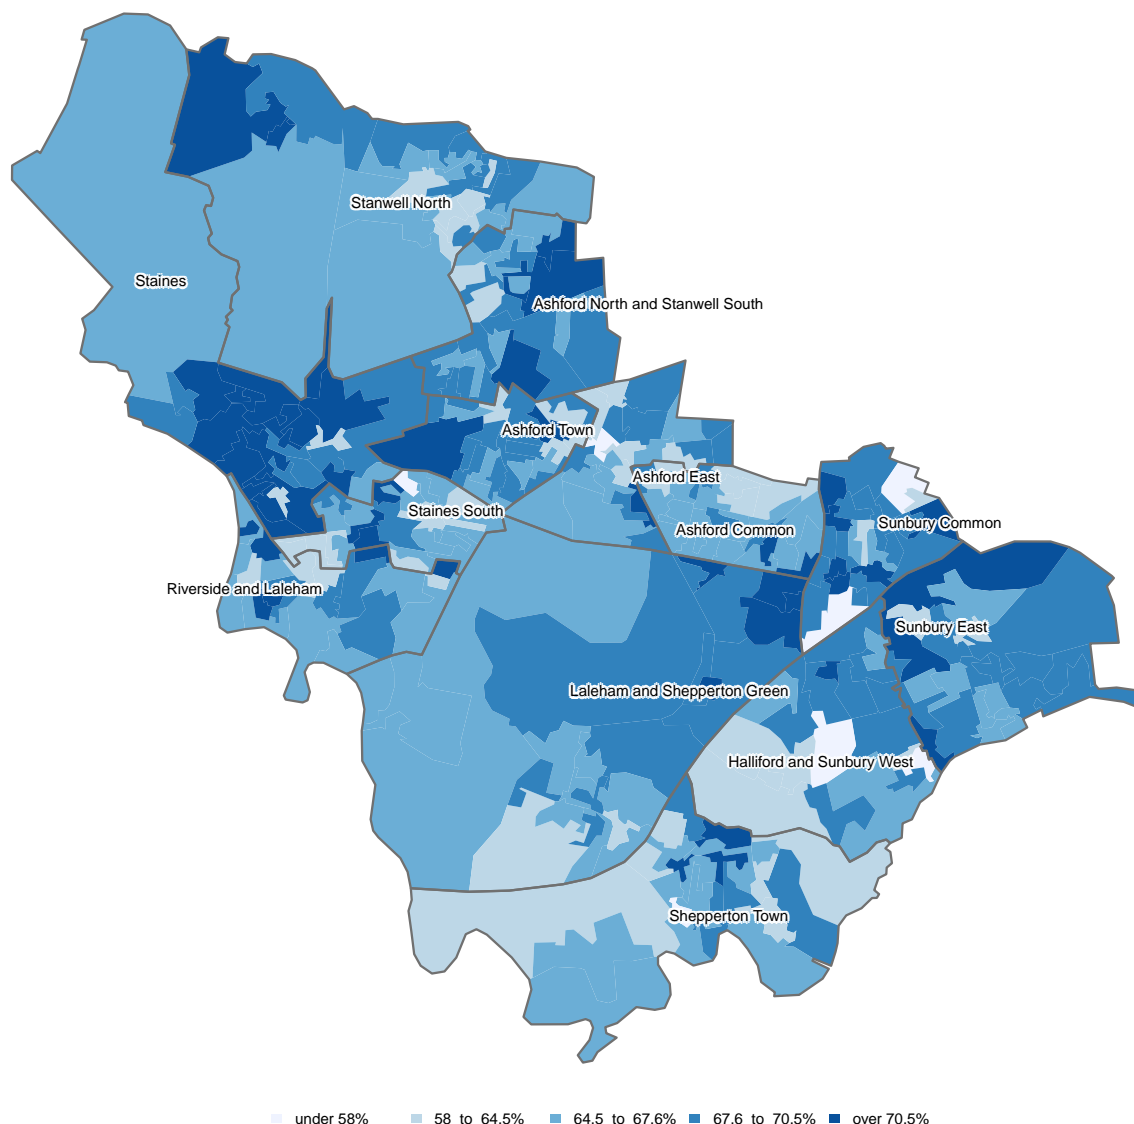 Stanwell North
Staines
Ashford North and Stanwell South
Ashford Town
Ashford East
Staines South
Ashford Common
Sunbury Common
Riverside and Laleham
Sunbury East
Laleham and Shepperton Green
Halliford and Sunbury West
Shepperton Town
under 58% 58 to 64.5% 64.5 to 67.6% 67.6 to 70.5% over 70.5%